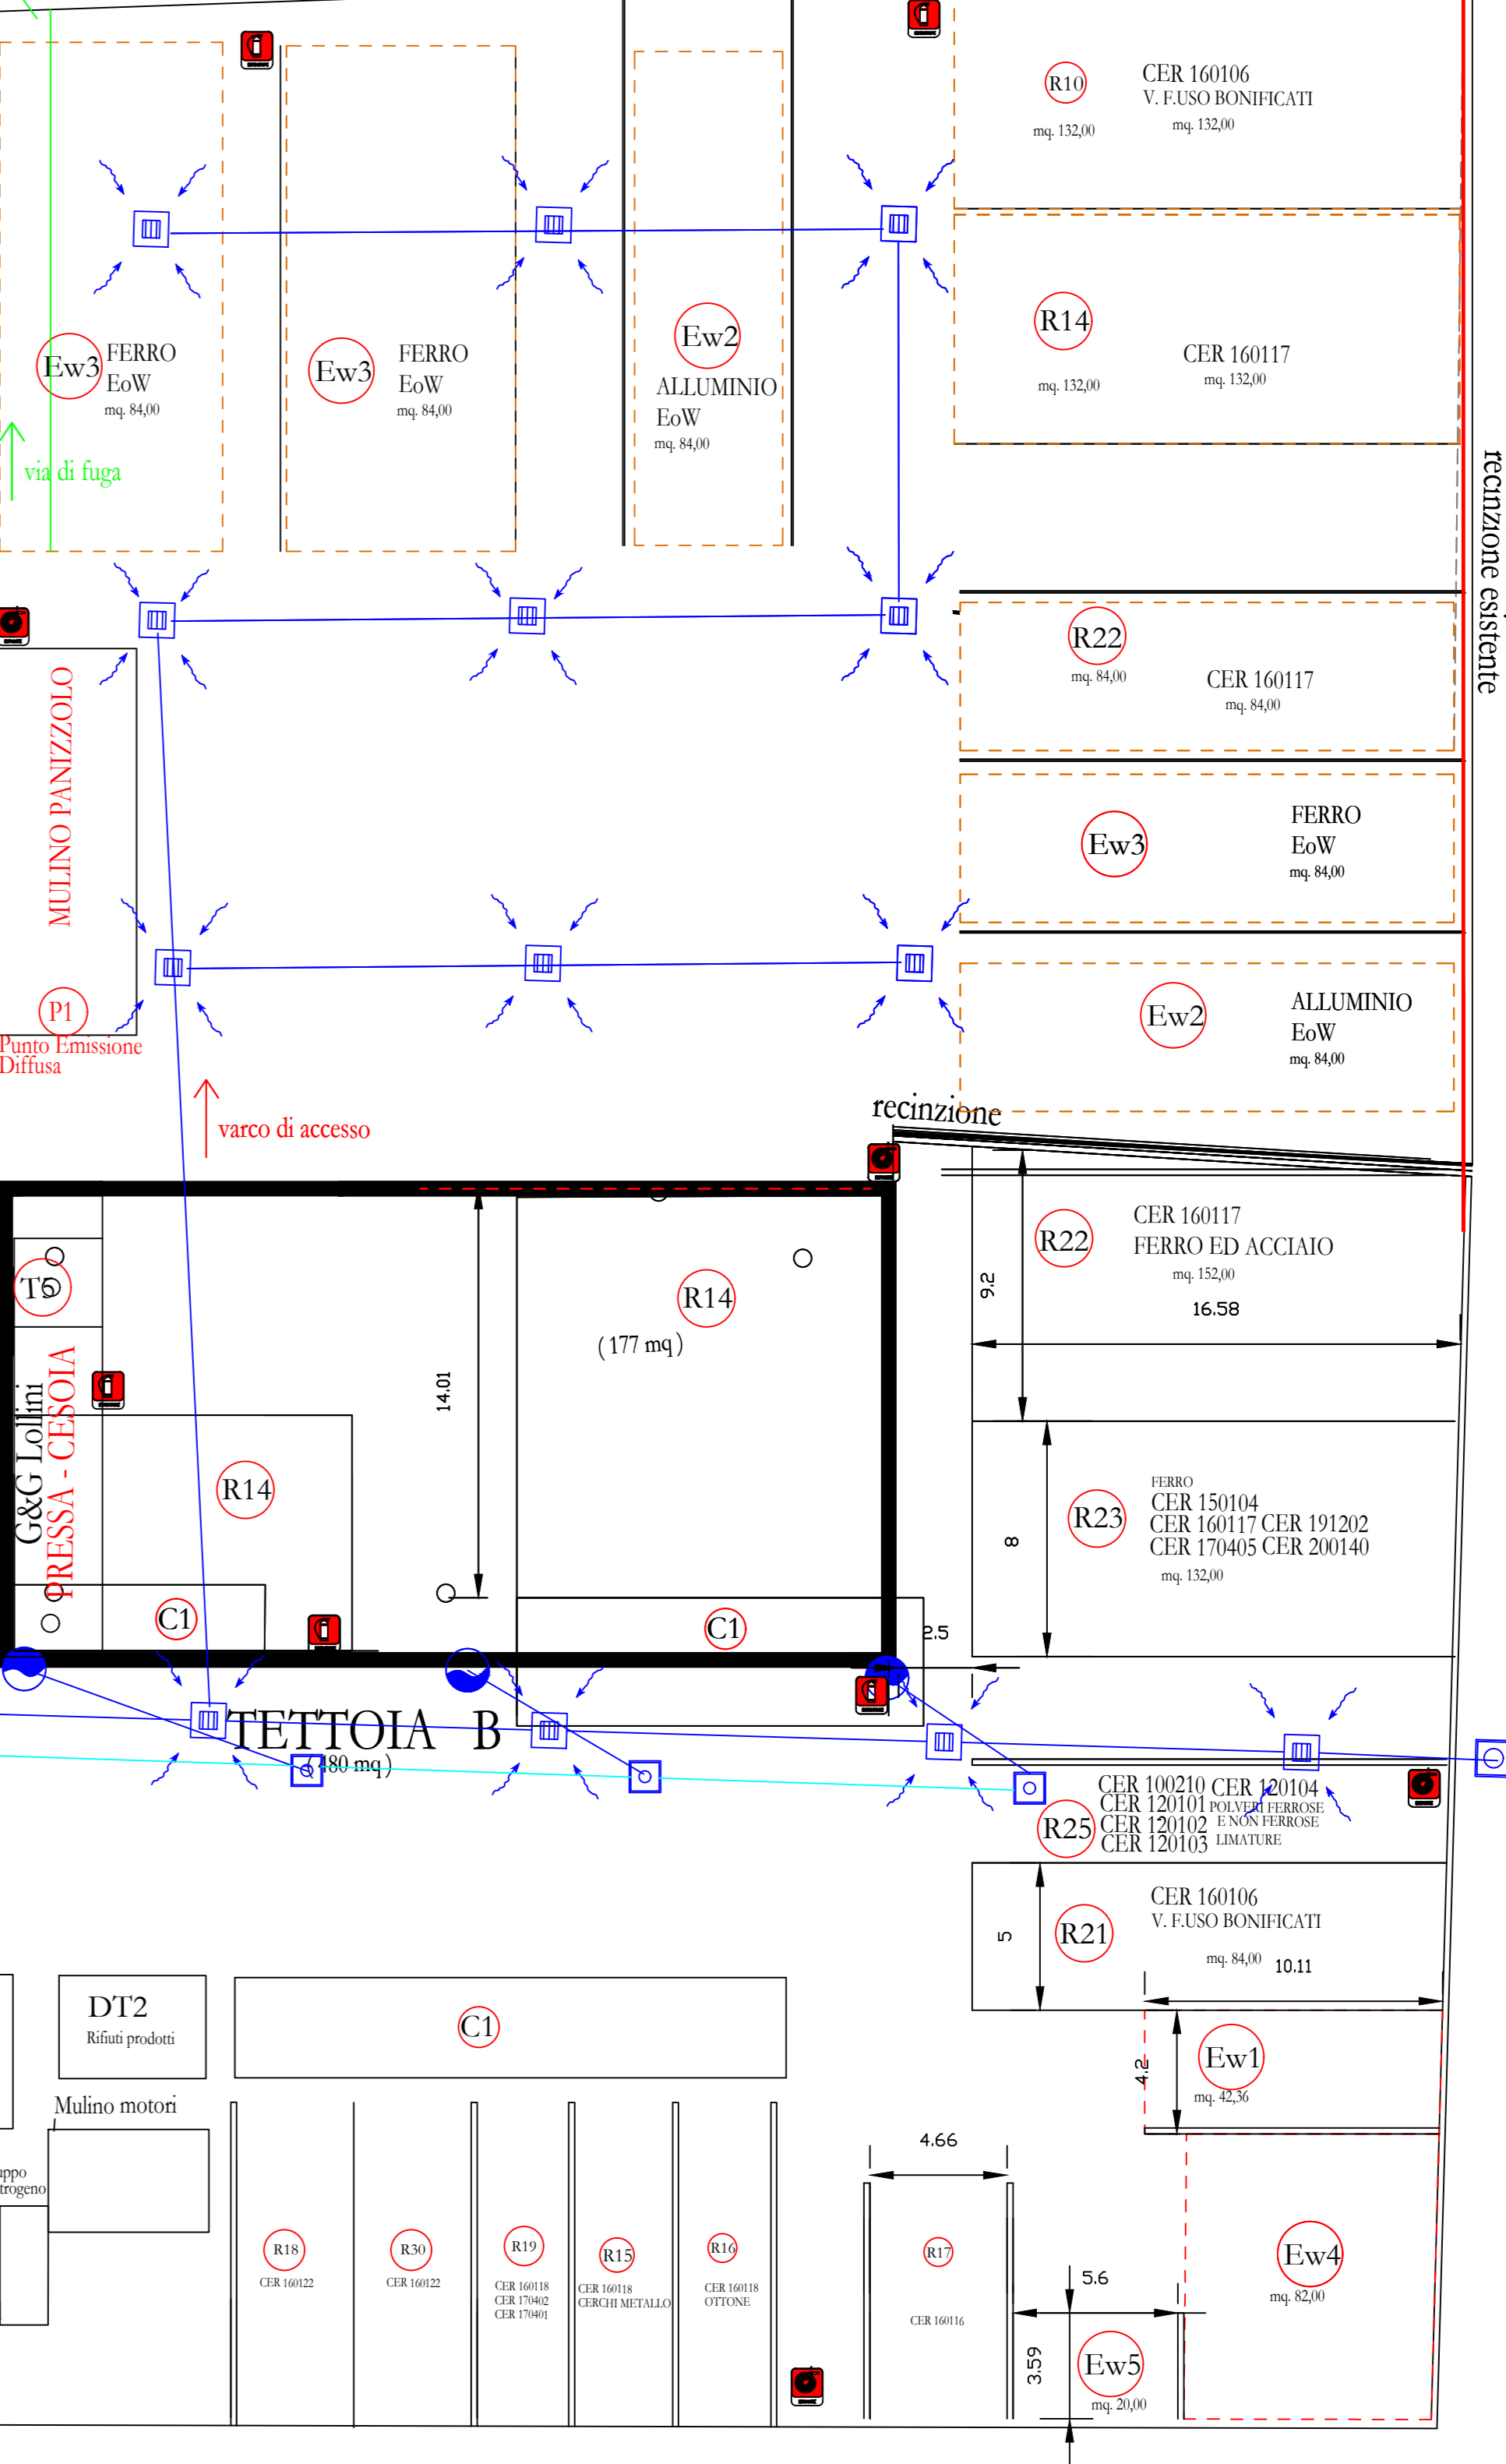 R10
mq. 132,00
CER 160106
V. F.USO BONIFICATI
mq. 132,00
R14
mq. 132,00
CER 160117
mq. 132,00
Ew3
FERRO
EoW
mq. 84,00
Ew3
FERRO
EoW
mq. 84,00
Ew2
ALLUMINIO
EoW
mq. 84,00
via di fuga
recinzione esistente
R22
mq. 84,00
CER 160117
mq. 84,00
MULINO PANIZZOLO
Ew3
FERRO
EoW
mq. 84,00
P1
Punto Emissione
Diffusa
Ew2
ALLUMINIO
EoW
mq. 84,00
varco di accesso
recinzione
R22
CER 160117
FERRO ED ACCIAIO
mq. 152,00
9.2
16.58
T5
R14
(177 mq)
14.01
G&G Lollini
PRESSA - CESOIA
R14
R23
FERRO
CER 150104
CER 160117 CER 191202
CER 170405 CER 200140
mq. 132,00
8
C1
C1
2.5
TETTOIA B
480 mq)
R25
CER 100210 CER 120104
CER 120101 POLVERI FERROSE
CER 120102 E NON FERROSE
CER 120103 LIMATURE
R21
CER 160106
V. F.USO BONIFICATI
mq. 84,00
5
10.11
DT2
Rifiuti prodotti
C1
Ew1
mq. 42,36
4.2
Mulino motori
uppo
trogeno
4.66
R18
CER 160122
R30
CER 160122
R19
CER 160118
CER 170402
CER 170401
R15
CER 160118
CERCHI METALLO
R16
CER 160118
OTTONE
R17
CER 160116
Ew4
mq. 82,00
5.6
3.59
Ew5
mq. 20,00